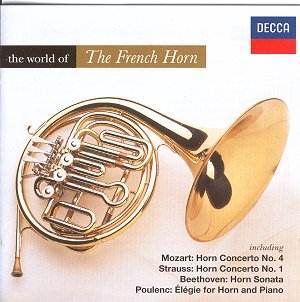 DECCA
the world of The French Horn
including
Mozart: Horn Concerto No. 4
Strauss: Horn Concerto No. 1
Beethoven: Horn Sonata
Poulenc: Élégie for Horn and Piano